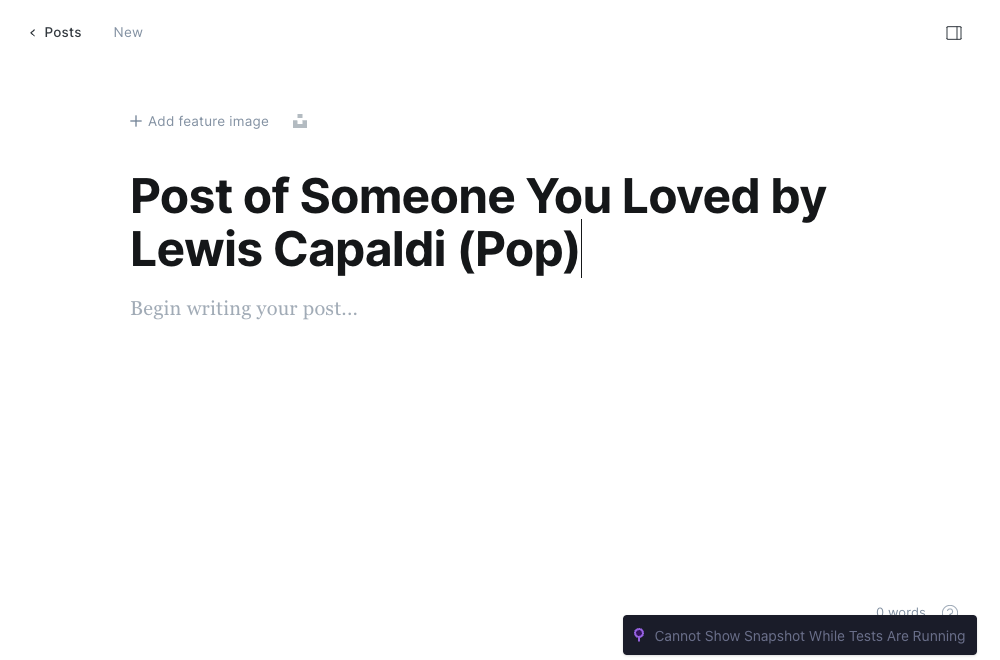 Posts New
Add feature image
Post of Someone You Loved by
Lewis Capaldi (Pop)
Begin writing your post...
0 words ?
Cannot Show Snapshot While Tests Are Running